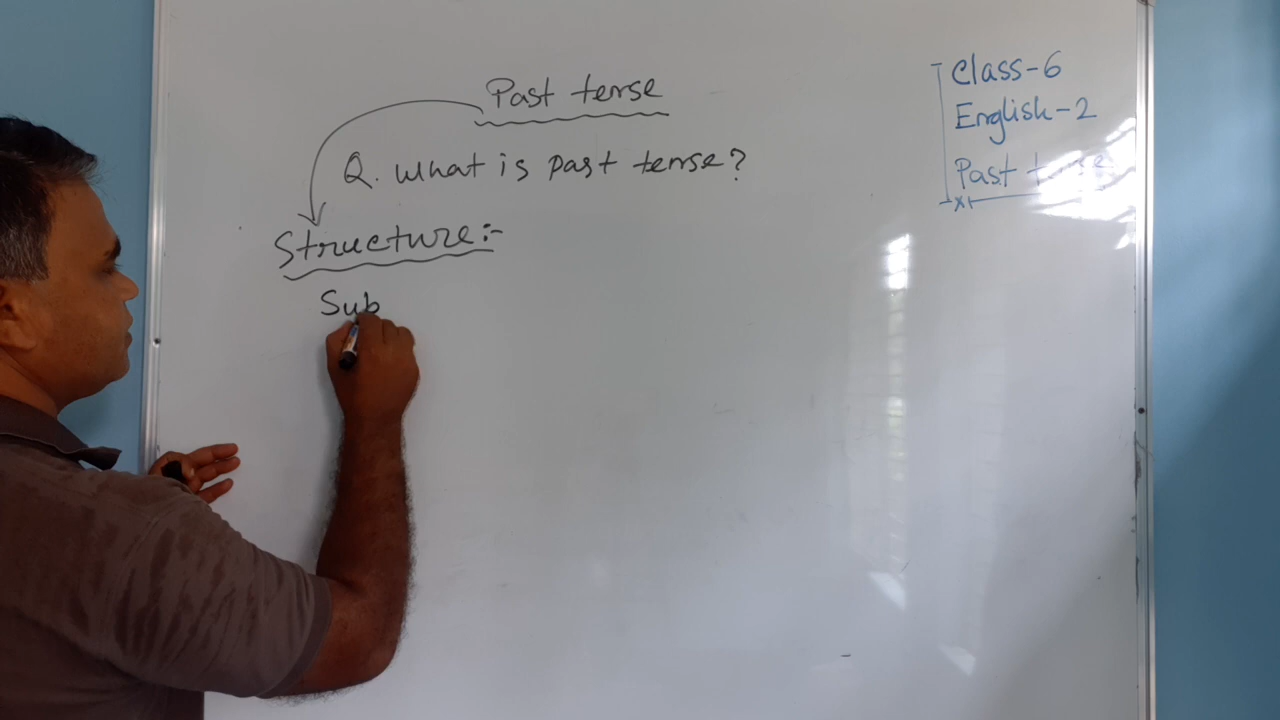 Past tense
Q. What is past tense?
Structure:-
Sub
Class-6
English-2
Past